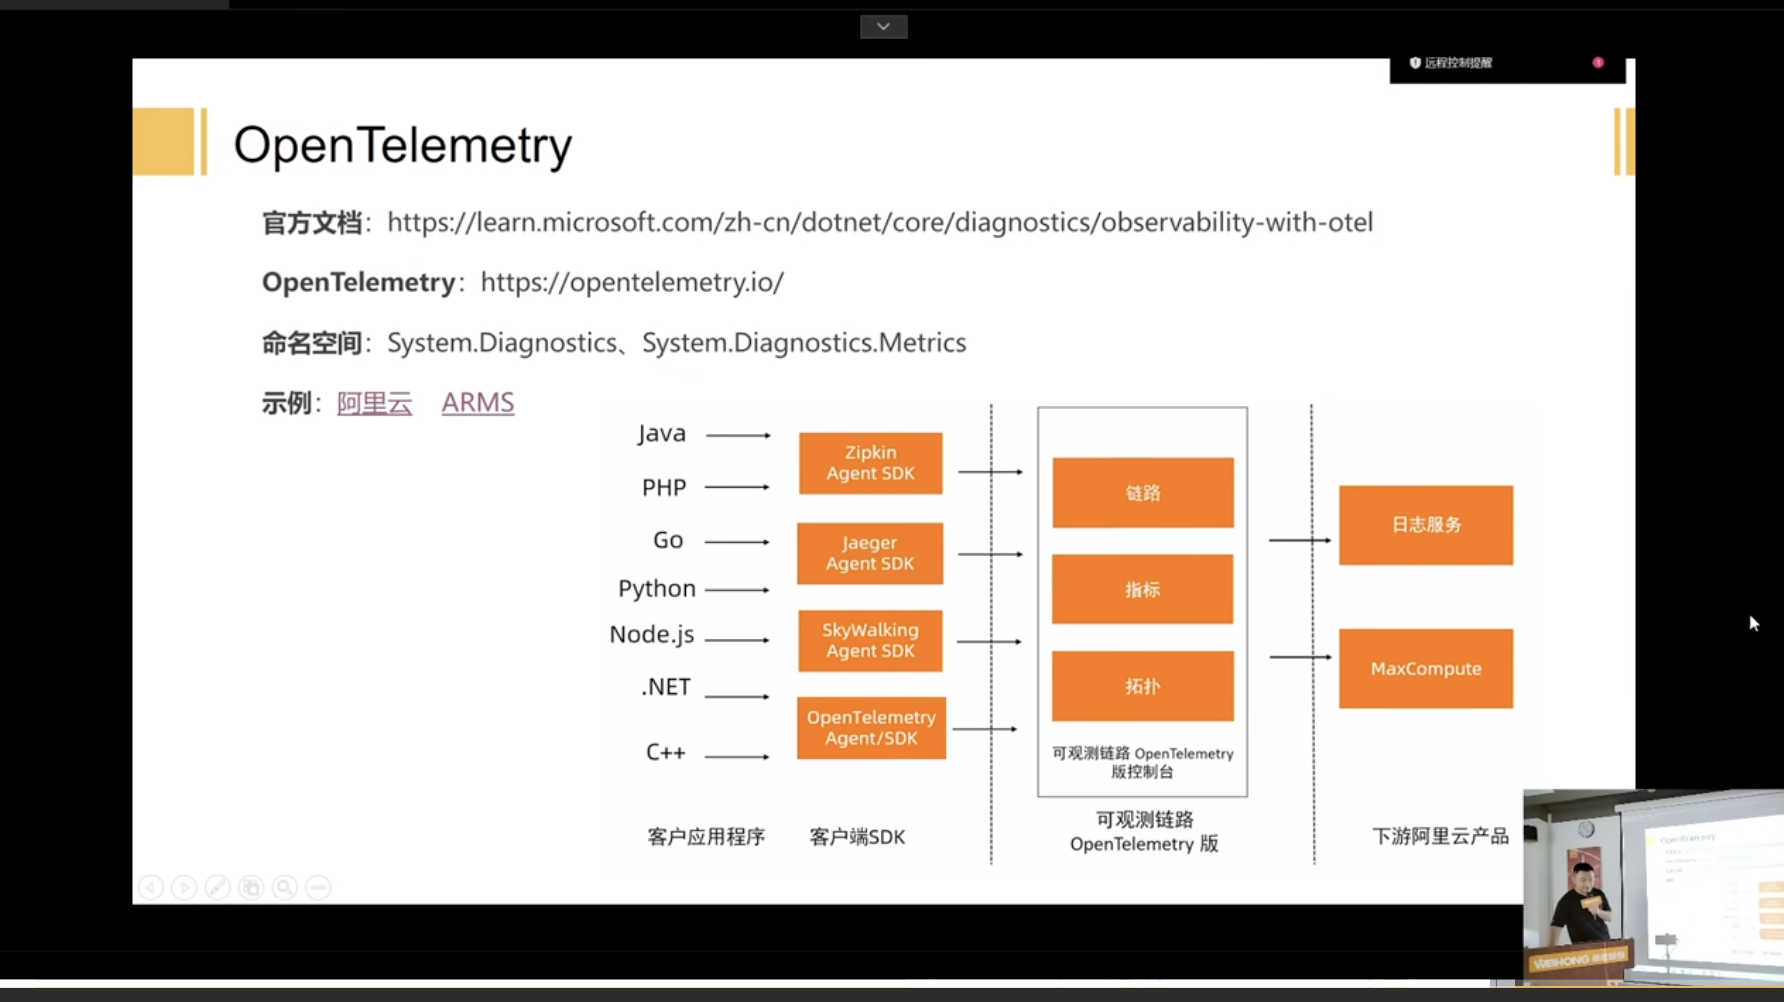 远程控制提醒
OpenTelemetry
官方文档：https://learn.microsoft.com/zh-cn/dotnet/core/diagnostics/observability-with-otel
OpenTelemetry：https://opentelemetry.io/
命名空间：System.Diagnostics、System.Diagnostics.Metrics
示例：阿里云 ARMS
Java
PHP
Go
Python
Node.js
.NET
C++
客户应用程序
Zipkin
Agent SDK
Jaeger
Agent SDK
SkyWalking
Agent SDK
OpenTelemetry
Agent/SDK
客户端SDK
链路
指标
拓扑
可观测链路 OpenTelemetry
版控制台
可观测链路
OpenTelemetry 版
日志服务
MaxCompute
下游阿里云产品